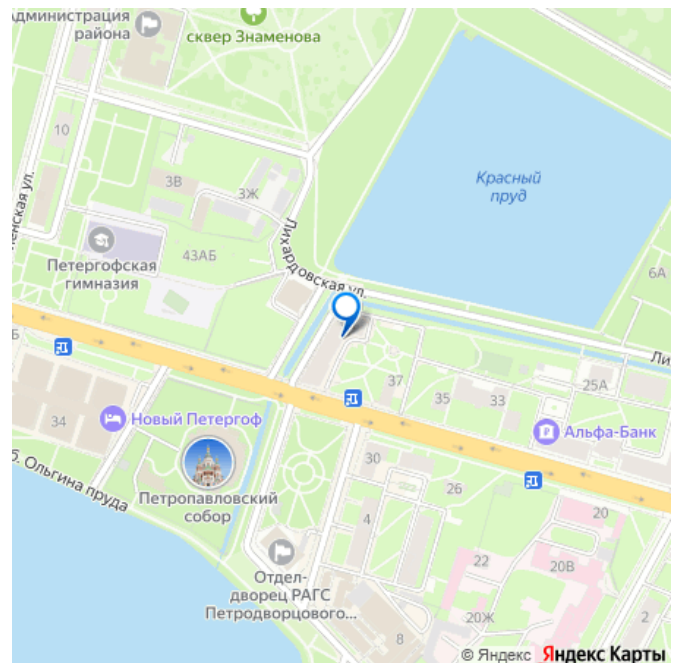 Администрация
района
сквер Знаменова
10
3В
3Ж
Красный
пруд
43АБ
Петергофская
гимназия
Лихардовская ул.
6А
37
35
33
25А
34
Новый Петергоф
Альфа-Банк
б. Ольгина пруда
Петропавловский
собор
30
26
20
4
22
20В
Отдел-
дворец РАГС
Петродворцового...
8
20Ж
2
© Яндекс Яндекс Карты